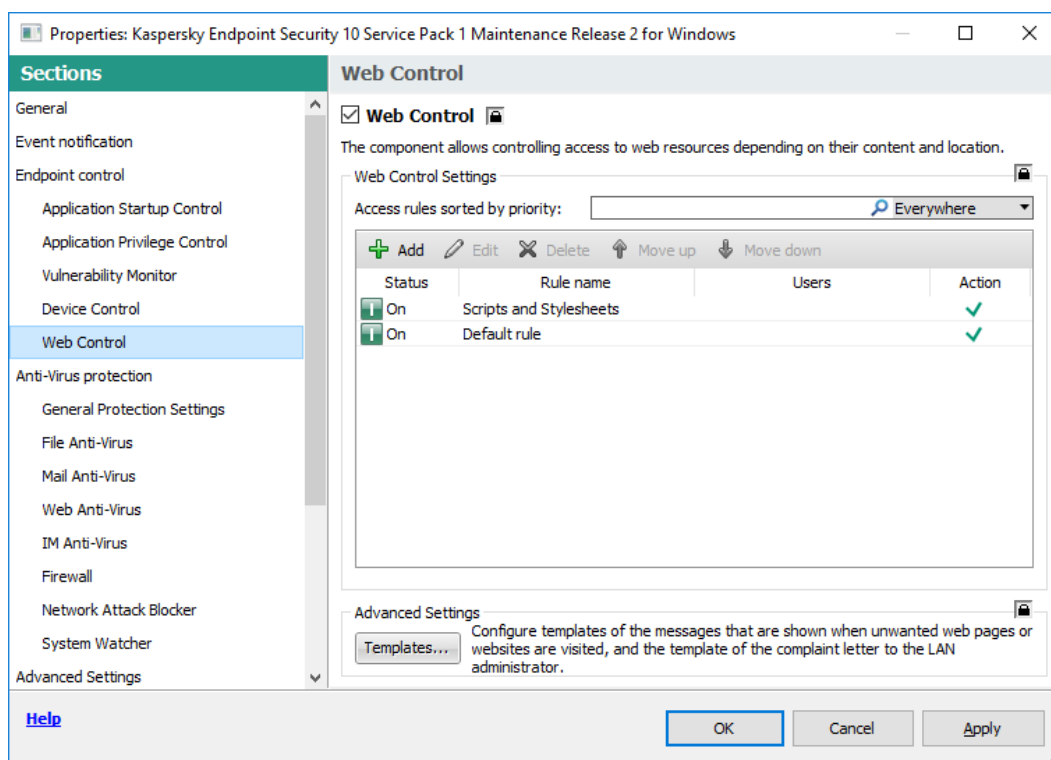 Properties: Kaspersky Endpoint Security 10 Service Pack 1 Maintenance Release 2 for Windows
Sections
General
Event notification
Endpoint control
Application Startup Control
Application Privilege Control
Vulnerability Monitor
Device Control
Web Control
Anti-Virus protection
General Protection Settings
File Anti-Virus
Mail Anti-Virus
Web Anti-Virus
IM Anti-Virus
Firewall
Network Attack Blocker
System Watcher
Advanced Settings
Web Control
Web Control
The component allows controlling access to web resources depending on their content and location.
Web Control Settings
Access rules sorted by priority: Everywhere
Add Edit Delete Move up Move down
Status Rule name Users Action
On Scripts and Stylesheets
On Default rule
Advanced Settings
Templates...
Configure templates of the messages that are shown when unwanted web pages or
websites are visited, and the template of the complaint letter to the LAN
administrator.
Help
OK Cancel Apply